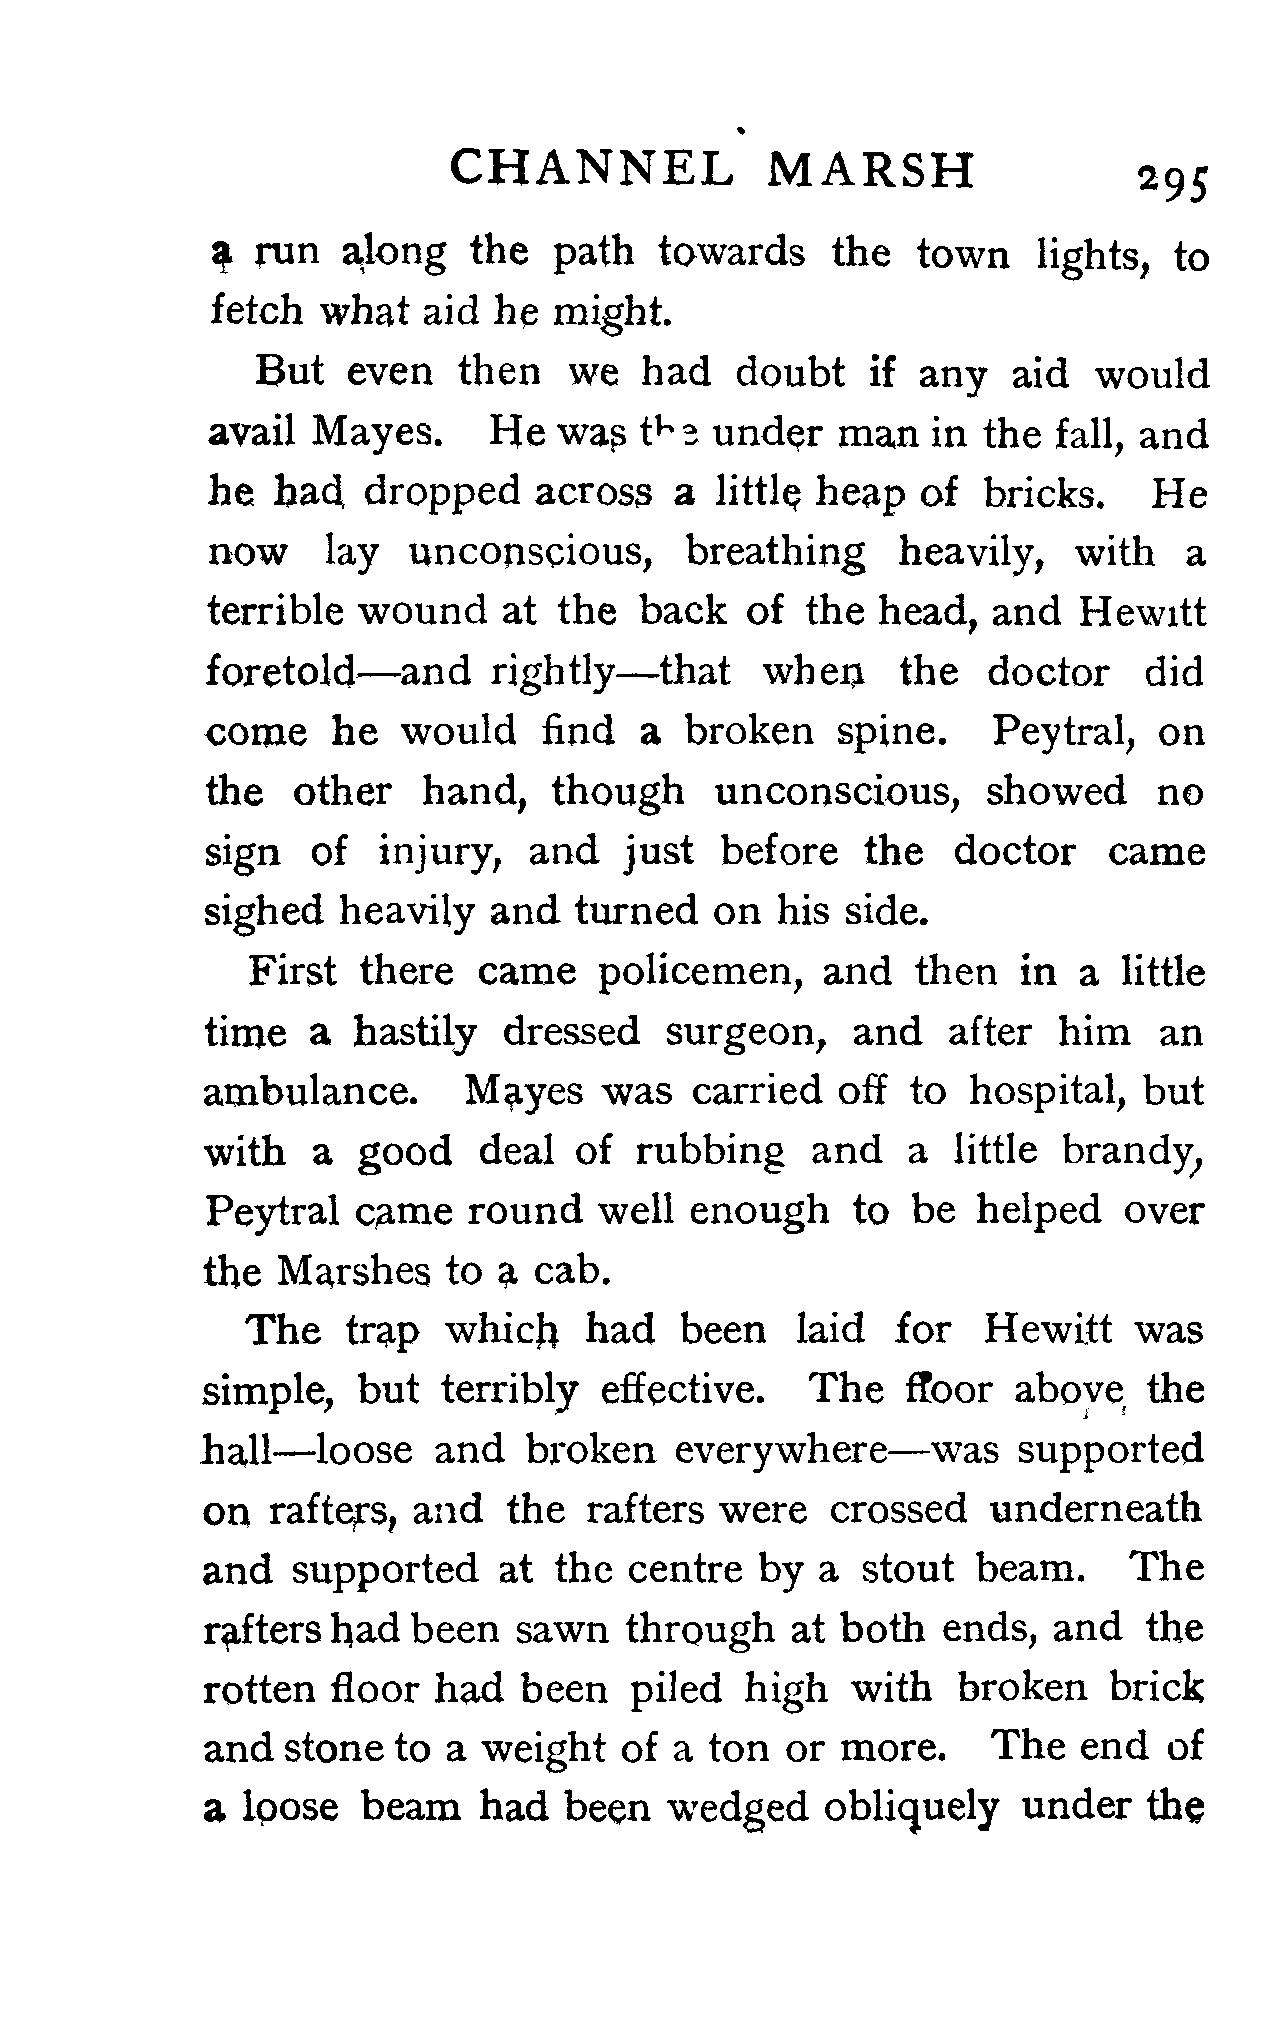 CHANNEL MARSH 295
a run along the path towards the town lights, to
fetch what aid he might.
But even then we had doubt if any aid would
avail Mayes. He was the under man in the fall, and
he had dropped across a little heap of bricks. He
now lay unconscious, breathing heavily, with a
terrible wound at the back of the head, and Hewitt
foretold—and rightly—that when the doctor did
come he would find a broken spine. Peytral, on
the other hand, though unconscious, showed no
sign of injury, and just before the doctor came
sighed heavily and turned on his side.
First there came policemen, and then in a little
time a hastily dressed surgeon, and after him an
ambulance. Mayes was carried off to hospital, but
with a good deal of rubbing and a little brandy,
Peytral came round well enough to be helped over
the Marshes to a cab.
The trap which had been laid for Hewitt was
simple, but terribly effective. The floor above the
hall—loose and broken everywhere—was supported
on rafters, and the rafters were crossed underneath
and supported at the centre by a stout beam. The
rafters had been sawn through at both ends, and the
rotten floor had been piled high with broken brick
and stone to a weight of a ton or more. The end of
a loose beam had been wedged obliquely under the